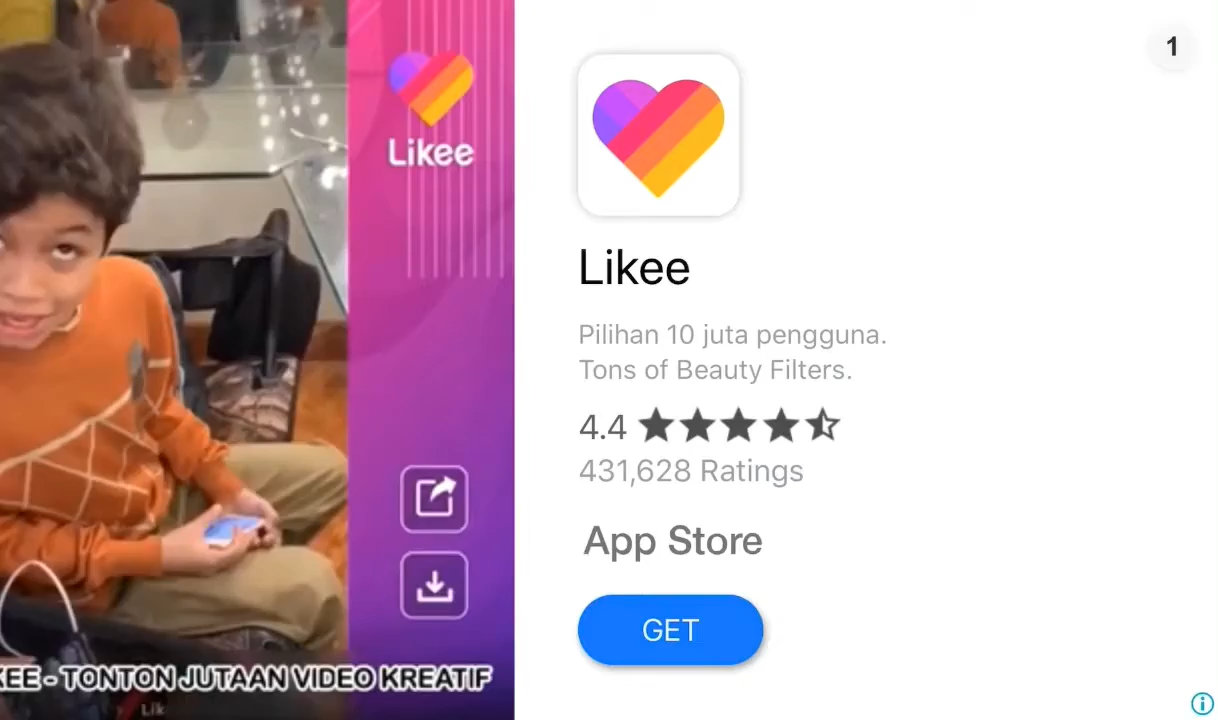 Likee
KEE - TONTON JUTAAN VIDEO KREATIF
Lik
1
Likee
Pilihan 10 juta pengguna.
Tons of Beauty Filters.
4.4
431,628 Ratings
App Store
GET